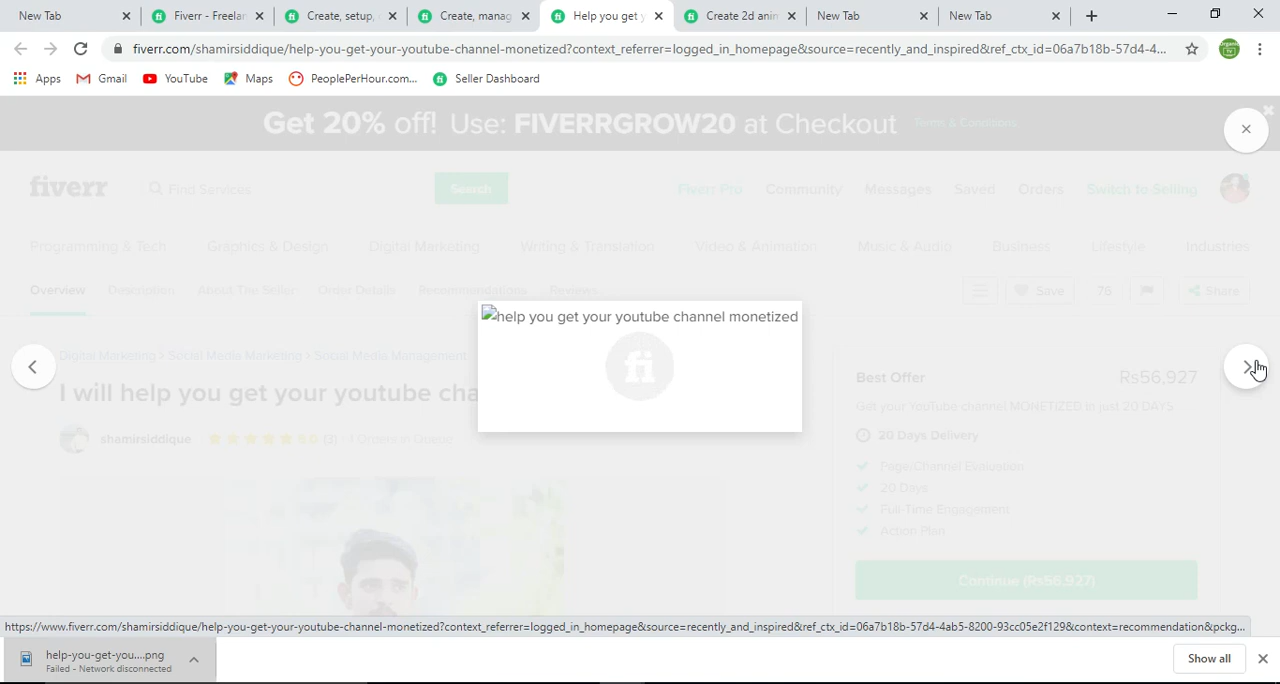 New Tab
Fiverr - Freelan
Create, setup,
Create, manag
Help you get y
Create 2d anim
New Tab
New Tab
fiverr.com/shamirsiddique/help-you-get-your-youtube-channel-monetized?context_referrer=logged_in_homepage&source=recently_and_inspired&ref_ctx_id=06a7b18b-57d4-4...
Apps
Gmail
YouTube
Maps
PeoplePerHour.com...
Seller Dashboard
Get 20% off! Use: FIVERRGROW20 at Checkout
Terms & Conditions
fiverr
Find Services
Search
Fiverr Pro
Community
Messages
Saved
Orders
Switch to Selling
Programming & Tech
Graphics & Design
Digital Marketing
Writing & Translation
Video & Animation
Music & Audio
Business
Lifestyle
Industries
Overview
Description
About The Seller
Order Details
Recommendations
Reviews
Save
76
Share
help you get your youtube channel monetized
fi
Digital Marketing > Social Media Marketing > Social Media Management
I will help you get your youtube cha
shamirsiddique
5.0 (3)
Orders in Queue
Best Offer
Rs56,927
Get your YouTube channel MONETIZED in just 20 DAYS
20 Days Delivery
Page/Channel Evaluation
20 Days
Full-Time Engagement
Action Plan
Continue (Rs56,927)
https://www.fiverr.com/shamirsiddique/help-you-get-your-youtube-channel-monetized?context_referrer=logged_in_homepage&source=recently_and_inspired&ref_ctx_id=06a7b18b-57d4-4ab5-8200-93cc05e2f129&context=recommendation&pckg...
help-you-get-you....png
Failed - Network disconnected
Show all